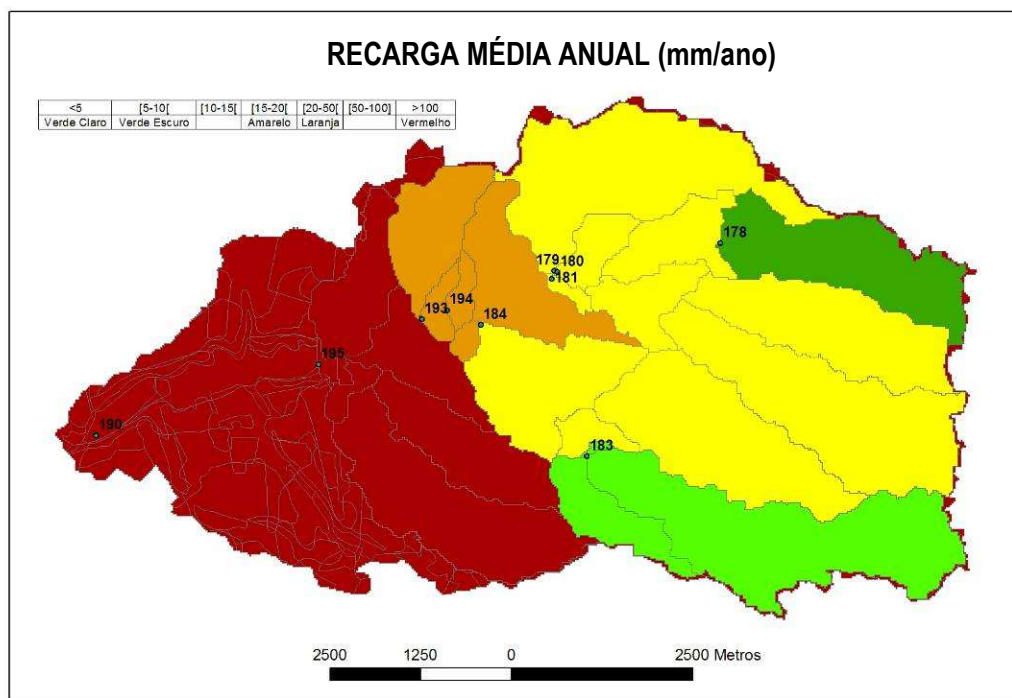 RECARGA MÉDIA ANUAL (mm/ano)
<5 [5-10[ [10-15[ [15-20[ [20-50[ [50-100] >100
Verde Claro Verde Escuro Amarelo Laranja Vermelho
178
179 180
181
194
193
184
195
190
183
2500 1250 0 2500 Metros